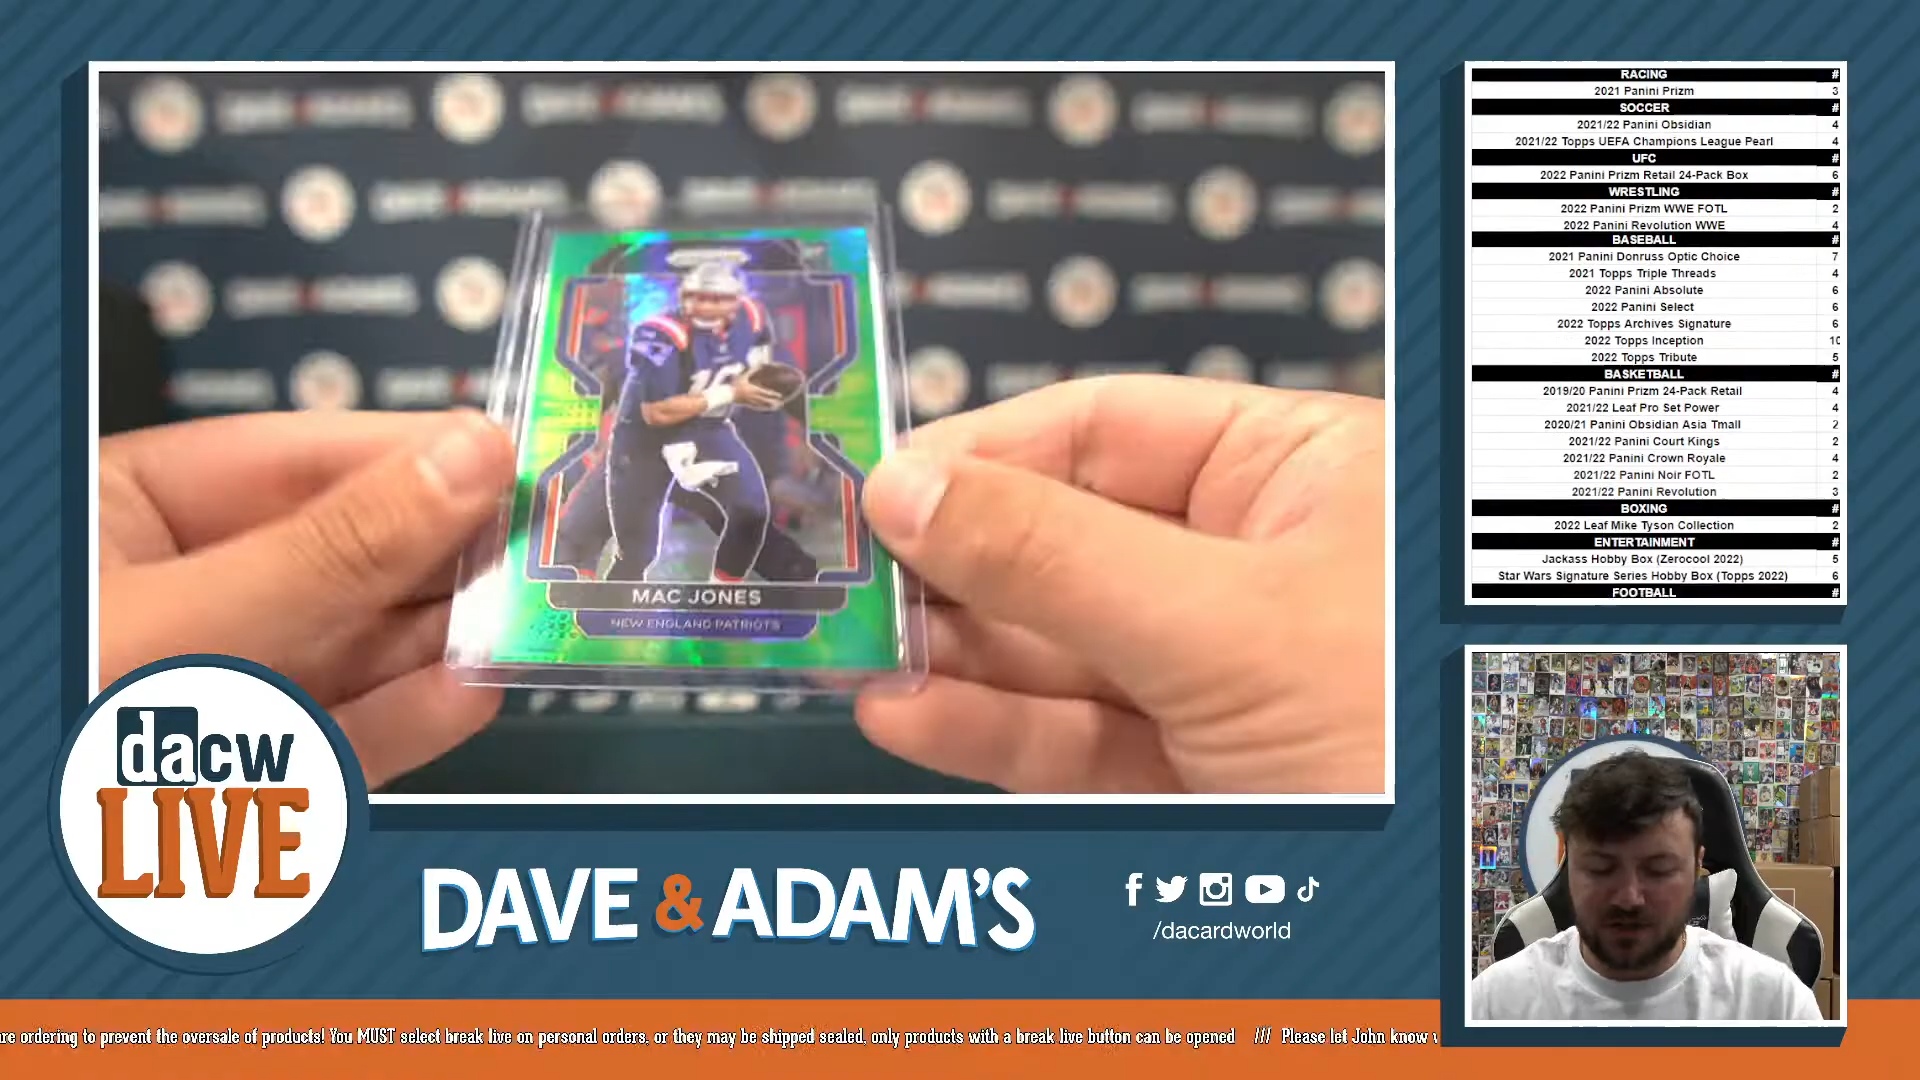 RACING #
2021 Panini Prizm 3
SOCCER #
2021/22 Panini Obsidian 4
2021/22 Topps UEFA Champions League Pearl 4
UFC #
2022 Panini Prizm Retail 24-Pack Box 6
WRESTLING #
2022 Panini Prizm WWE FOTL 2
2022 Panini Revolution WWE 4
BASEBALL #
2021 Panini Donruss Optic Choice 7
2021 Topps Triple Threads 4
2022 Panini Absolute 6
2022 Panini Select 6
2022 Topps Archives Signature 6
2022 Topps Inception 10
2022 Topps Tribute 5
BASKETBALL #
2019/20 Panini Prizm 24-Pack Retail 4
2021/22 Leaf Pro Set Power 4
2020/21 Panini Obsidian Asia Tmall 2
2021/22 Panini Court Kings 2
2021/22 Panini Crown Royale 4
2021/22 Panini Noir FOTL 2
2021/22 Panini Revolution 3
BOXING #
2022 Leaf Mike Tyson Collection 2
ENTERTAINMENT #
Jackass Hobby Box (Zerocool 2022) 5
Star Wars Signature Series Hobby Box (Topps 2022) 6
FOOTBALL #
10
MAC JONES
NEW ENGLAND PATRIOTS
dacw
LIVE
DAVE & ADAM'S
/dacardworld
re ordering to prevent the oversale of products! You MUST select break live on personal orders, or they may be shipped sealed, only products with a break live button can be opened /// Please let John know